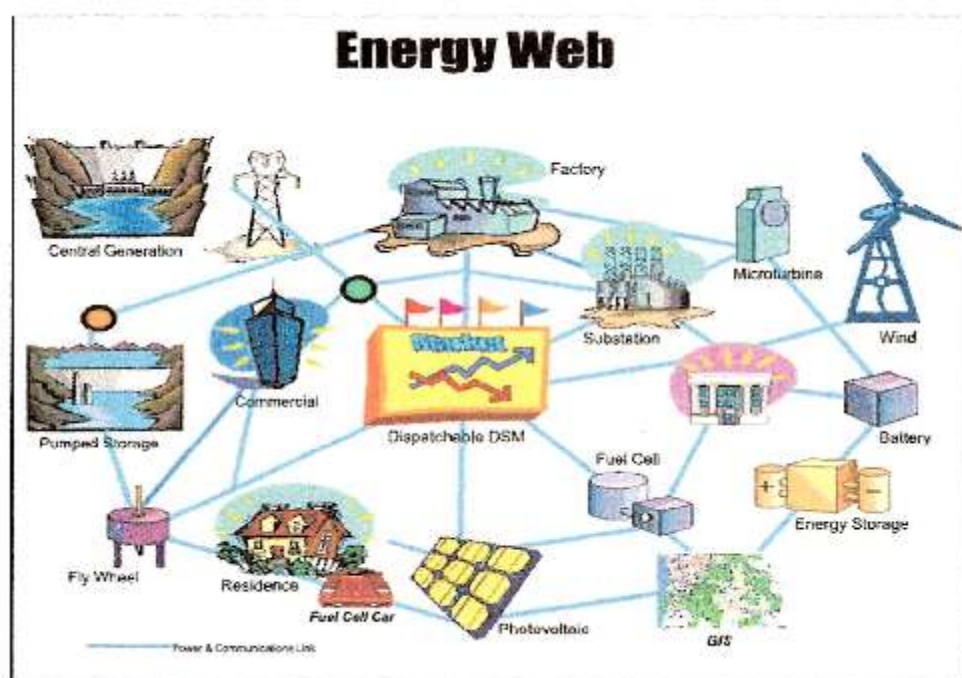 Energy Web
Factory
Central Generation
Microturbine
Substation
Wind
Commercial
Pumped Storage
Dispatchable DSM
Battery
Fuel Cell
Energy Storage
Fly Wheel
Residence
Fuel Cell Car
Photovoltaic
GIS
Power & Communications Link